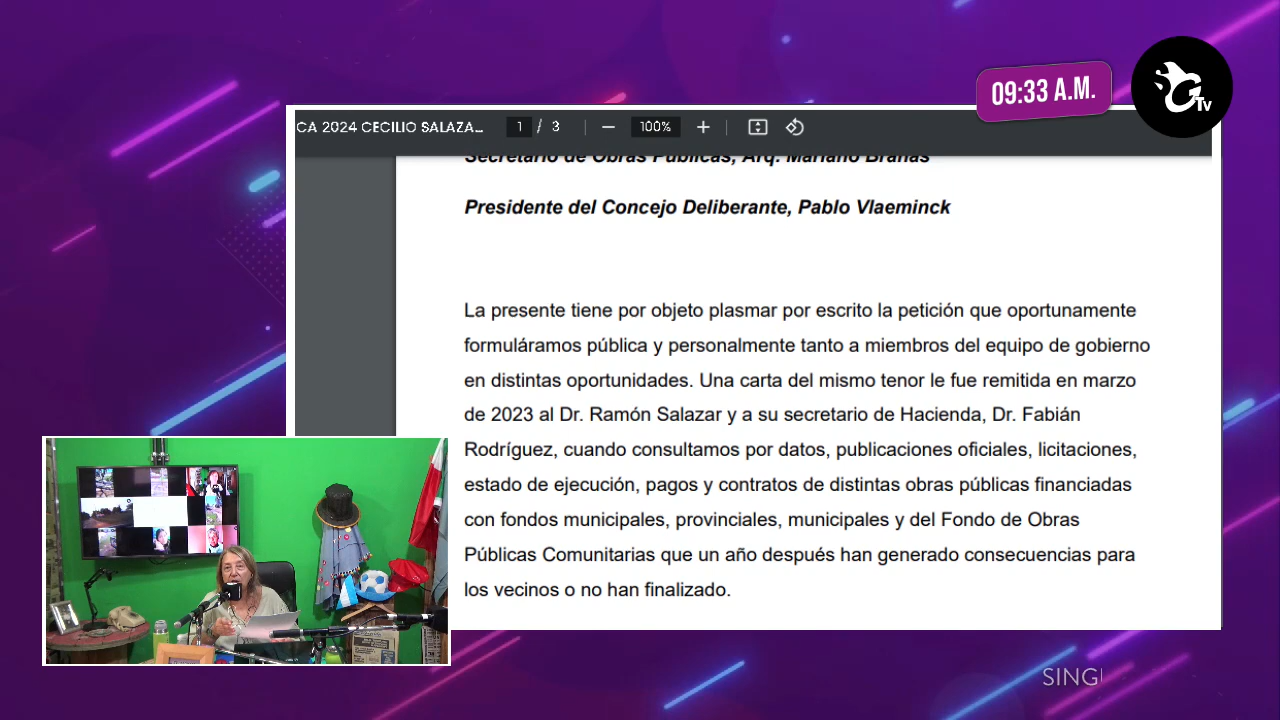 09:33 A.M.
G Tv
CA 2024 CECILIO SALAZA...
1 / 3
100%
Secretario de Obras Públicas, Arq. Mariano Brañas
Presidente del Concejo Deliberante, Pablo Vlaeminck
La presente tiene por objeto plasmar por escrito la petición que oportunamente
formuláramos pública y personalmente tanto a miembros del equipo de gobierno
en distintas oportunidades. Una carta del mismo tenor le fue remitida en marzo
de 2023 al Dr. Ramón Salazar y a su secretario de Hacienda, Dr. Fabián
Rodríguez, cuando consultamos por datos, publicaciones oficiales, licitaciones,
estado de ejecución, pagos y contratos de distintas obras públicas financiadas
con fondos municipales, provinciales, municipales y del Fondo de Obras
Públicas Comunitarias que un año después han generado consecuencias para
los vecinos o no han finalizado.
SING